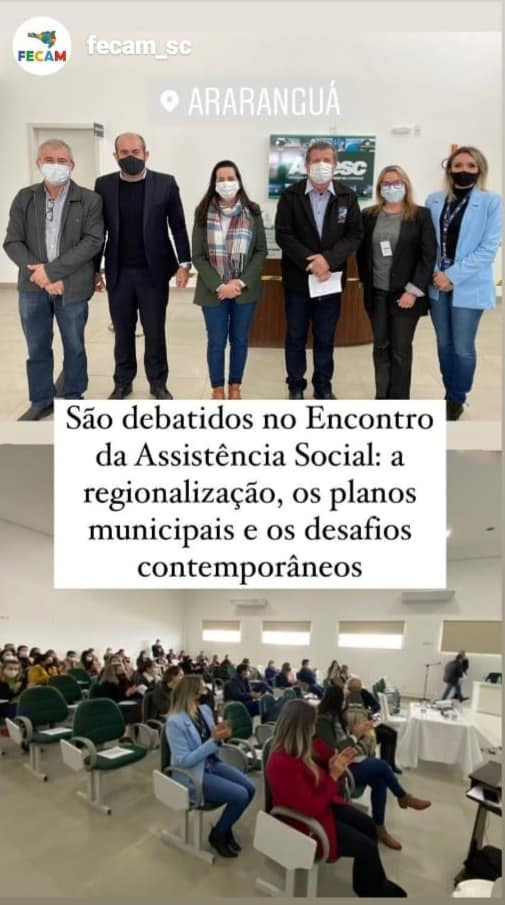 FECAM
fecam_sc
ARARANGUÁ
São debatidos no Encontro
da Assistência Social: a
regionalização, os planos
municipais e os desafios
contemporâneos